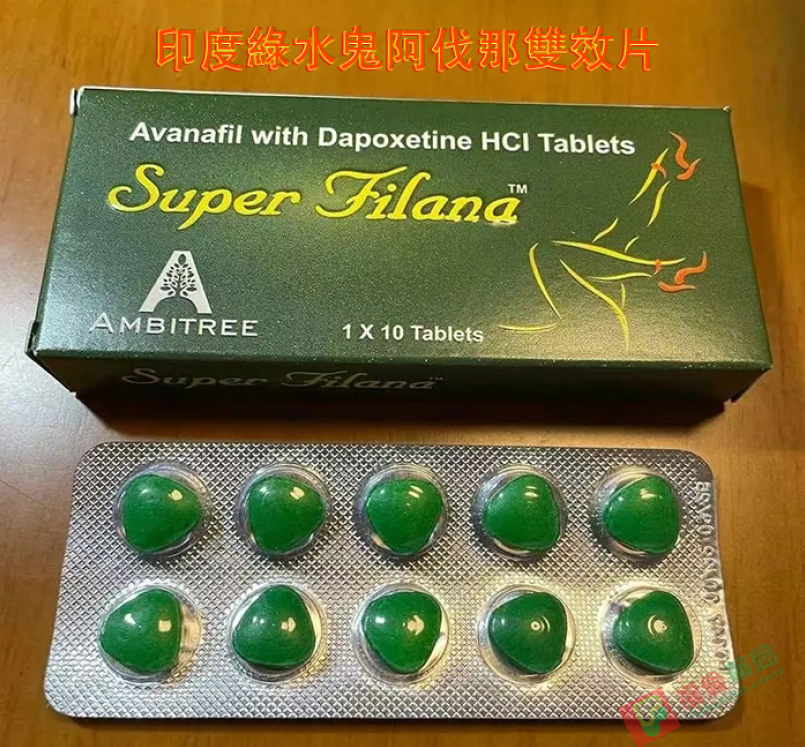 印度綠水鬼阿伐那雙效片
Avanafil with Dapoxetine HCl Tablets
Super Filana™
AMBITREE
1 X 10 Tablets
Super Filana™